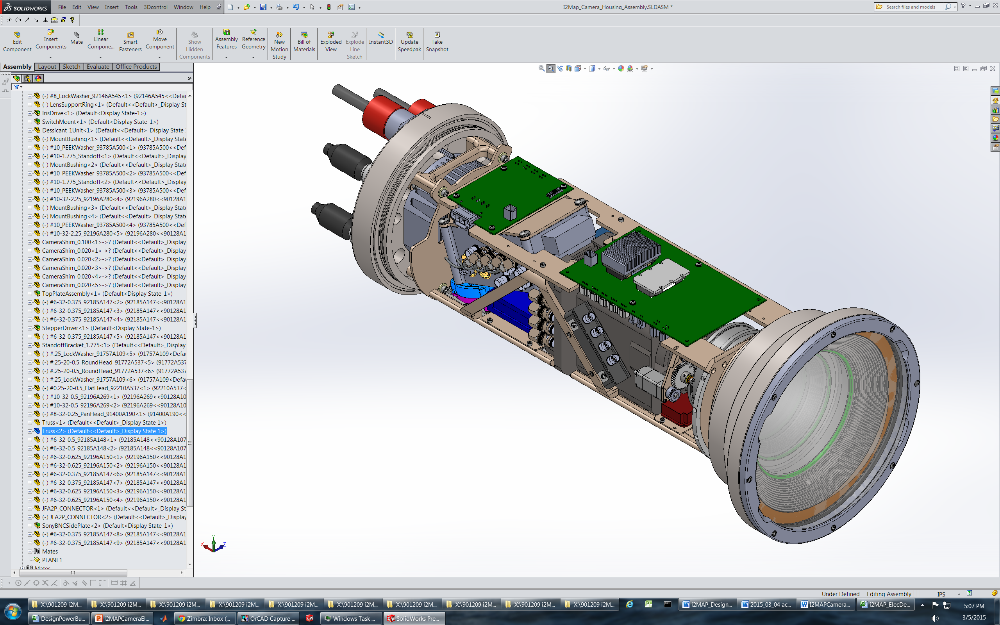 SOLIDWORKS File Edit View Insert Tools 3Dcontrol Window Help I2Map_Camera_Housing_Assembly.SLDASM * Search files and models
Edit Component Insert Components Mate Linear Compone... Smart Fasteners Move Component Show Hidden Components Assembly Features Reference Geometry New Motion Study Bill of Materials Exploded View Explode Line Sketch Instant3D Update Speedpak Take Snapshot
Assembly Layout Sketch Evaluate Office Products
(-) #8_LockWasher_92146A545<1> (92146A545<<Defau
(-) LensSupportRing<1> (Default<<Default>_Display St
IrisDrive<1> (Default<Display State-1>)
SwitchMount<1> (Default<Display State-1>)
Dessicant_1Unit<1> (Default<<Default>_Display State
(-) MountBushing<1> (Default<<Default>_Display State
(-) #10_PEEKWasher_93785A500<1> (93785A500<<Def
(-) #10-1.775_Standoff<1> (Default<<Default>_Display
(-) MountBushing<2> (Default<<Default>_Display State
(-) #10_PEEKWasher_93785A500<2> (93785A500<<Def
(-) #10-1.775_Standoff<2> (Default<<Default>_Display
(-) #10_PEEKWasher_93785A500<3> (93785A500<<Def
(-) #10-32-2.25_92196A280<4> (92196A280<<90128A1
(-) MountBushing<3> (Default<<Default>_Display State
(-) MountBushing<4> (Default<<Default>_Display State
(-) #10_PEEKWasher_93785A500<4> (93785A500<<Def
(-) #10-32-2.25_92196A280<5> (92196A280<<90128A1
CameraShim_0.100<1>->? (Default<<Default>_Display
CameraShim_0.020<1>->? (Default<<Default>_Display
CameraShim_0.020<2>->? (Default<<Default>_Display
CameraShim_0.020<3>->? (Default<<Default>_Display
CameraShim_0.020<4>->? (Default<<Default>_Display
CameraShim_0.020<5>->? (Default<<Default>_Display
TopPlateAssembly<1> (Default<Display State-1>)
(-) #6-32-0.375_92185A147<2> (92185A147<<90128A1
(-) #6-32-0.375_92185A147<3> (92185A147<<90128A1
(-) #6-32-0.375_92185A147<4> (92185A147<<90128A1
StepperDriver<1> (Default<Display State-1>)
(-) #6-32-0.375_92185A147<5> (92185A147<<90128A1
StandoffBracket_1.775<1> (Default<<Default>_Display
(-) #.25_LockWasher_91757A109<5> (91757A109<Defau
(-) #.25-20-0.5_RoundHead_91772A537<5> (91772A537
(-) #.25-20-0.5_RoundHead_91772A537<6> (91772A537
(-) #.25_LockWasher_91757A109<6> (91757A109<Defau
(-) #0.25-20-0.5_FlatHead_92210A537<1> (92210A537<
(-) #10-32-0.5_92196A269<1> (92196A269<<90128A10
(-) #10-32-0.5_92196A269<2> (92196A269<<90128A10
(-) #8-32-0.25_PanHead_91400A190<1> (91400A190<<
Truss<1> (Default<<Default>_Display State 1>)
Truss<2> (Default<<Default>_Display State 1>)
(-) #6-32-0.5_92185A148<1> (92185A148<<90128A107
(-) #6-32-0.5_92185A148<2> (92185A148<<90128A107
(-) #6-32-0.625_92196A150<1> (92196A150<<90128A1
(-) #6-32-0.625_92196A150<2> (92196A150<<90128A1
(-) #6-32-0.375_92185A147<6> (92185A147<<90128A1
(-) #6-32-0.375_92185A147<7> (92185A147<<90128A1
(-) #6-32-0.625_92196A150<3> (92196A150<<90128A1
(-) #6-32-0.625_92196A150<4> (92196A150<<90128A1
JFA2P_CONNECTOR<1> (Default<<Default>_Display St
(-) JFA2P_CONNECTOR<2> (Default<<Default>_Display
SonyBNCSidePlate<2> (Default<Display State-1>)
(-) #6-32-0.375_92185A147<8> (92185A147<<90128A1
(-) #6-32-0.375_92185A147<9> (92185A147<<90128A1
Mates
PLANE1
Mates
X Y Z
Under Defined Editing Assembly IPS
X:\901209 i2M... X:\901209 i2M... X:\901209 i2M... X:\901209 i2M... X:\901209 i2M... X:\901209 i2M... X:\901209 i2M... X:\901209 i2M... X:\901209 i2M... X:\901209 i2M... i2MAP_Design... 2015_03_04 ac... I2MAPCamera... i2MAP_ElecDe... 5:07 PM
DesignPowerBu... i2MAPCameraEl... Zimbra: Inbox (... OrCAD Capture ... Windows Task ... SolidWorks Pre... 3/5/2015